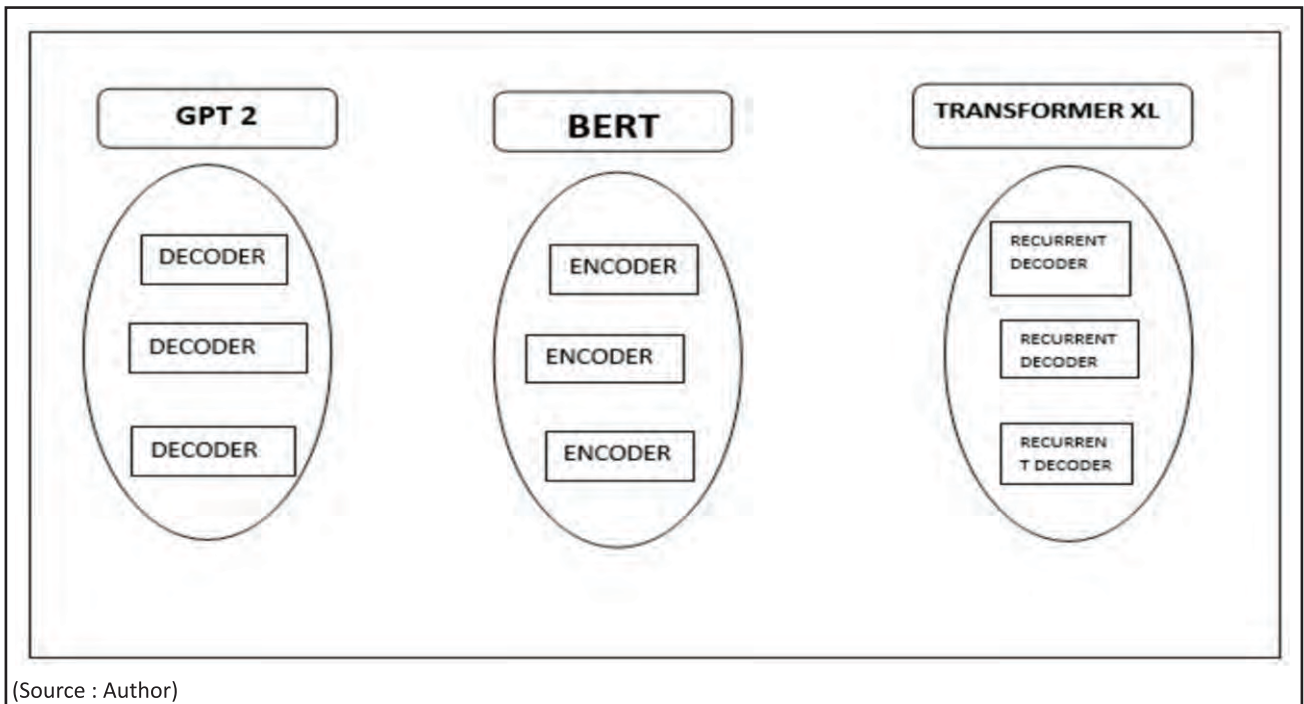 GPT 2
DECODER
DECODER
DECODER
BERT
ENCODER
ENCODER
ENCODER
TRANSFORMER XL
RECURRENT
DECODER
RECURRENT
DECODER
RECURREN
T DECODER
(Source : Author)